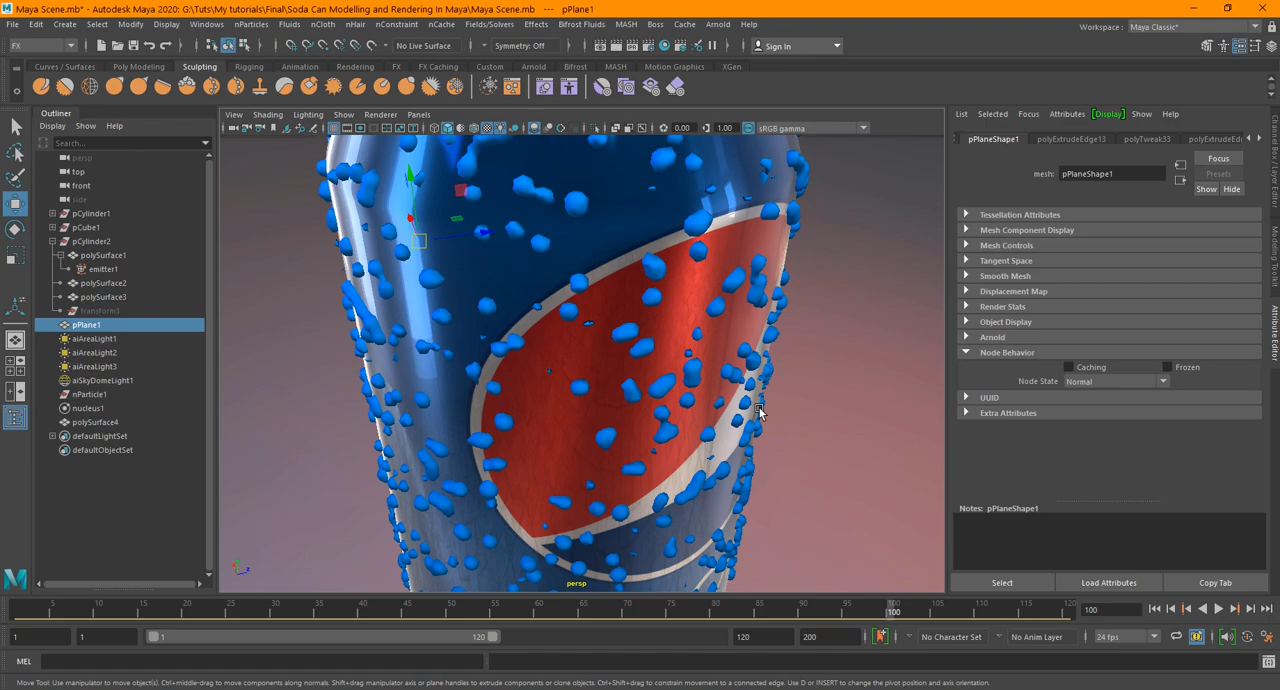 Maya Scene.mb* - Autodesk Maya 2020: G:\Tuts\My tutorials\Final\Soda Can Modelling and Rendering In Maya\Maya Scene.mb --- pPlane1
File Edit Create Select Modify Display Windows nParticles Fluids nCloth nHair nConstraint nCache Fields/Solvers Effects Bifrost Fluids MASH Boss Cache Arnold Help
Workspace : Maya Classic*
FX No Live Surface Symmetry: Off Sign In
Curves / Surfaces Poly Modeling Sculpting Rigging Animation Rendering FX FX Caching Custom Arnold Bifrost MASH Motion Graphics XGen
Outliner
Display Show Help
Search...
persp
top
front
side
pCylinder1
pCube1
pCylinder2
polySurface1
emitter1
polySurface2
polySurface3
transform3
pPlane1
aiAreaLight1
aiAreaLight2
aiAreaLight3
aiSkyDomeLight1
nParticle1
nucleus1
polySurface4
defaultLightSet
defaultObjectSet
View Shading Lighting Show Renderer Panels
0.00 1.00 sRGB gamma
persp
List Selected Focus Attributes Display Show Help
pPlaneShape1 polyExtrudeEdge13 polyTweak33 polyExtrudeEd
Focus
mesh: pPlaneShape1 Presets
Show Hide
Tessellation Attributes
Mesh Component Display
Mesh Controls
Tangent Space
Smooth Mesh
Displacement Map
Render Stats
Object Display
Arnold
Node Behavior
Caching Frozen
Node State Normal
UUID
Extra Attributes
Notes: pPlaneShape1
Select Load Attributes Copy Tab
Channel Box / Layer Editor
Modeling Toolkit
Attribute Editor
5 10 15 20 25 30 35 40 45 50 55 60 65 70 75 80 85 90 95 100 105 110 115 120
100
100
1 1 1 120 120 200 No Character Set No Anim Layer 24 fps
MEL
Move Tool: Use manipulator to move object(s). Ctrl+middle-drag to move components along normals. Shift+drag manipulator axis or plane handles to extrude components or clone objects. Ctrl+Shift+drag to constrain movement to a connected edge. Use D or INSERT to change the pivot position and axis orientation.